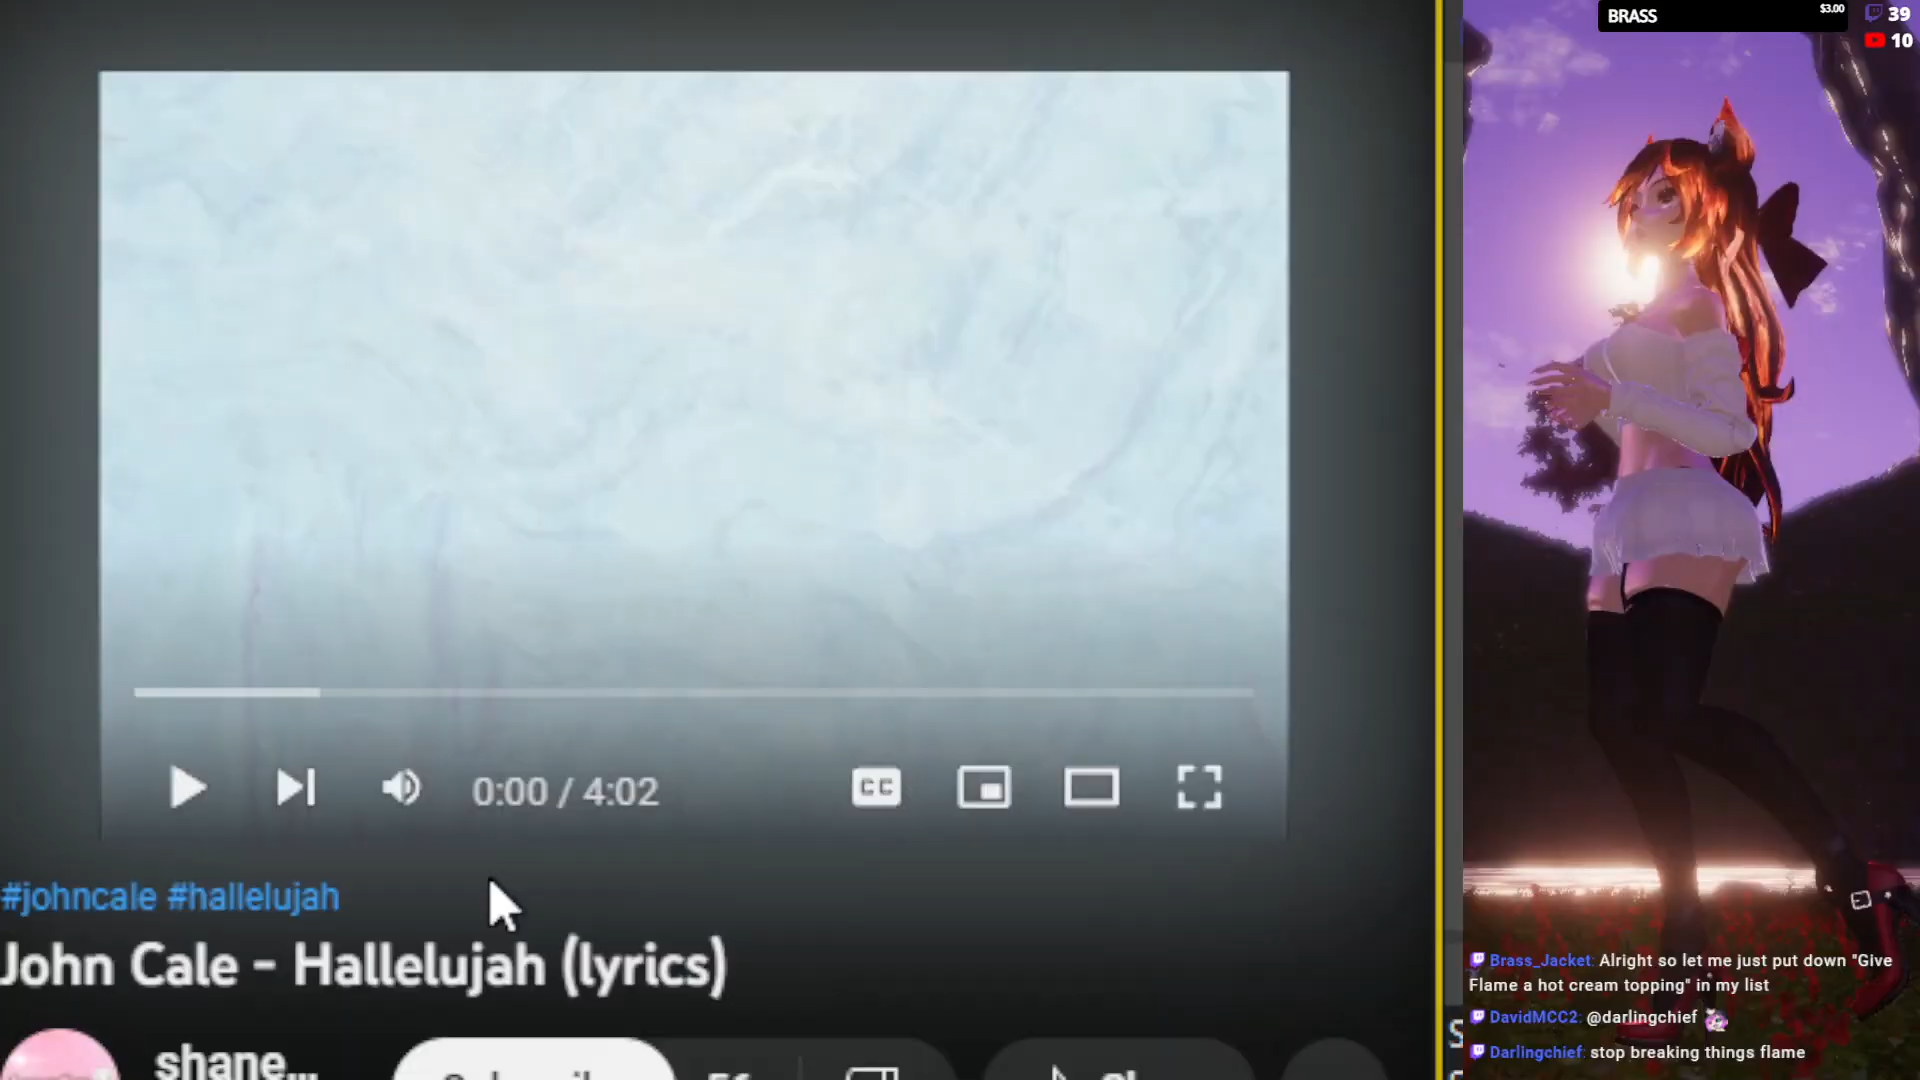 BRASS $3.00
39
10
CC
0:00 / 4:02
#johncale #hallelujah
John Cale - Hallelujah (lyrics)
shane...
56
Brass_Jacket: Alright so let me just put down "Give
Flame a hot cream topping" in my list
DavidMCC2: @darlingchief
Darlingchief: stop breaking things flame